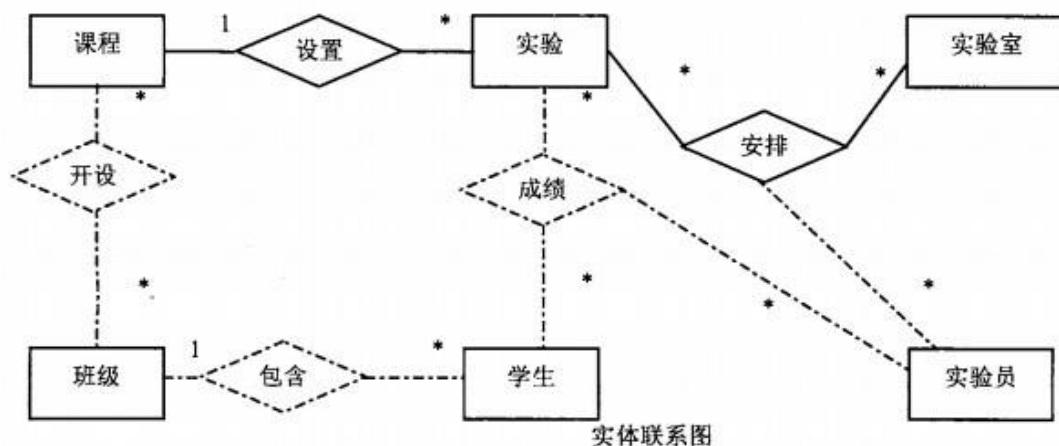 课程 1 设置 * 实验 实验室
* * * *
开设 成绩 安排
* * * *
班级 1 包含 * 学生 实验员
实体联系图